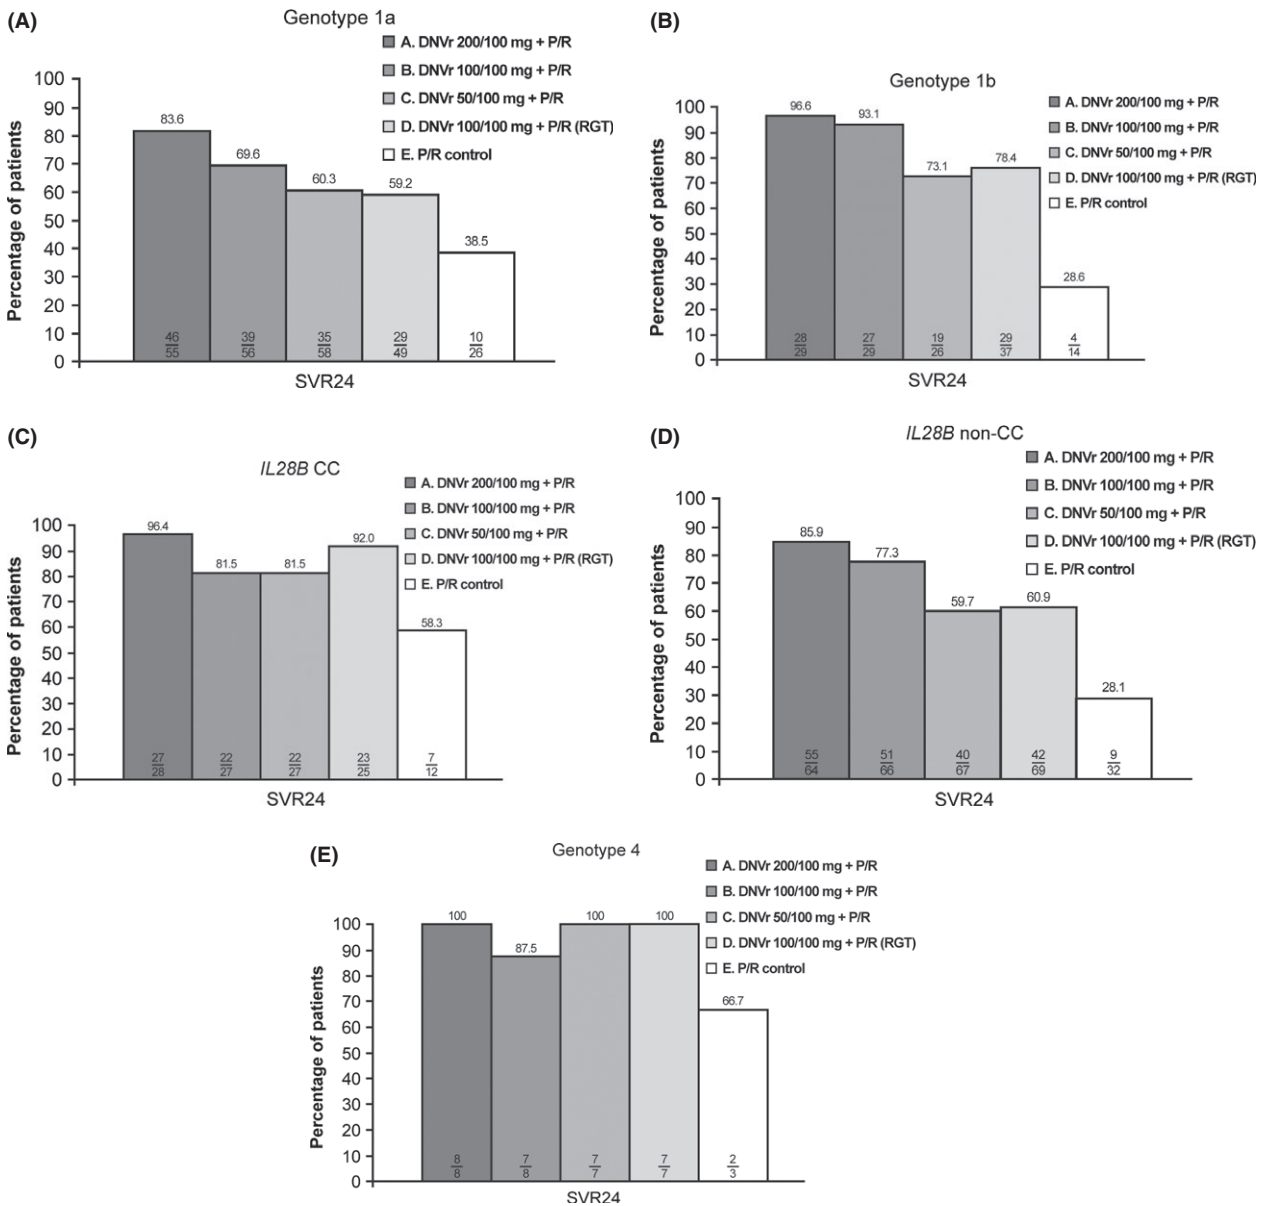 (A)
Genotype 1a
A. DNVr 200/100 mg + P/R
B. DNVr 100/100 mg + P/R
C. DNVr 50/100 mg + P/R
D. DNVr 100/100 mg + P/R (RGT)
E. P/R control
Percentage of patients
100
90
80
70
60
50
40
30
20
10
0
83.6
69.6
60.3
59.2
38.5
46 39 35 29 10
55 56 58 49 26
SVR24
(B)
Genotype 1b
A. DNVr 200/100 mg + P/R
B. DNVr 100/100 mg + P/R
C. DNVr 50/100 mg + P/R
D. DNVr 100/100 mg + P/R (RGT)
E. P/R control
Percentage of patients
100
90
80
70
60
50
40
30
20
10
0
96.6
93.1
73.1
78.4
28.6
28 27 19 29 4
29 29 26 37 14
SVR24
(C)
IL28B CC
A. DNVr 200/100 mg + P/R
B. DNVr 100/100 mg + P/R
C. DNVr 50/100 mg + P/R
D. DNVr 100/100 mg + P/R (RGT)
E. P/R control
Percentage of patients
100
90
80
70
60
50
40
30
20
10
0
96.4
81.5
81.5
92.0
58.3
27 22 22 23 7
28 27 27 25 12
SVR24
(D)
IL28B non-CC
A. DNVr 200/100 mg + P/R
B. DNVr 100/100 mg + P/R
C. DNVr 50/100 mg + P/R
D. DNVr 100/100 mg + P/R (RGT)
E. P/R control
Percentage of patients
100
90
80
70
60
50
40
30
20
10
0
85.9
77.3
59.7
60.9
28.1
55 51 40 42 9
64 66 67 69 32
SVR24
(E)
Genotype 4
A. DNVr 200/100 mg + P/R
B. DNVr 100/100 mg + P/R
C. DNVr 50/100 mg + P/R
D. DNVr 100/100 mg + P/R (RGT)
E. P/R control
Percentage of patients
100
90
80
70
60
50
40
30
20
10
0
100
87.5
100
100
66.7
8 7 7 7 2
8 8 7 7 3
SVR24